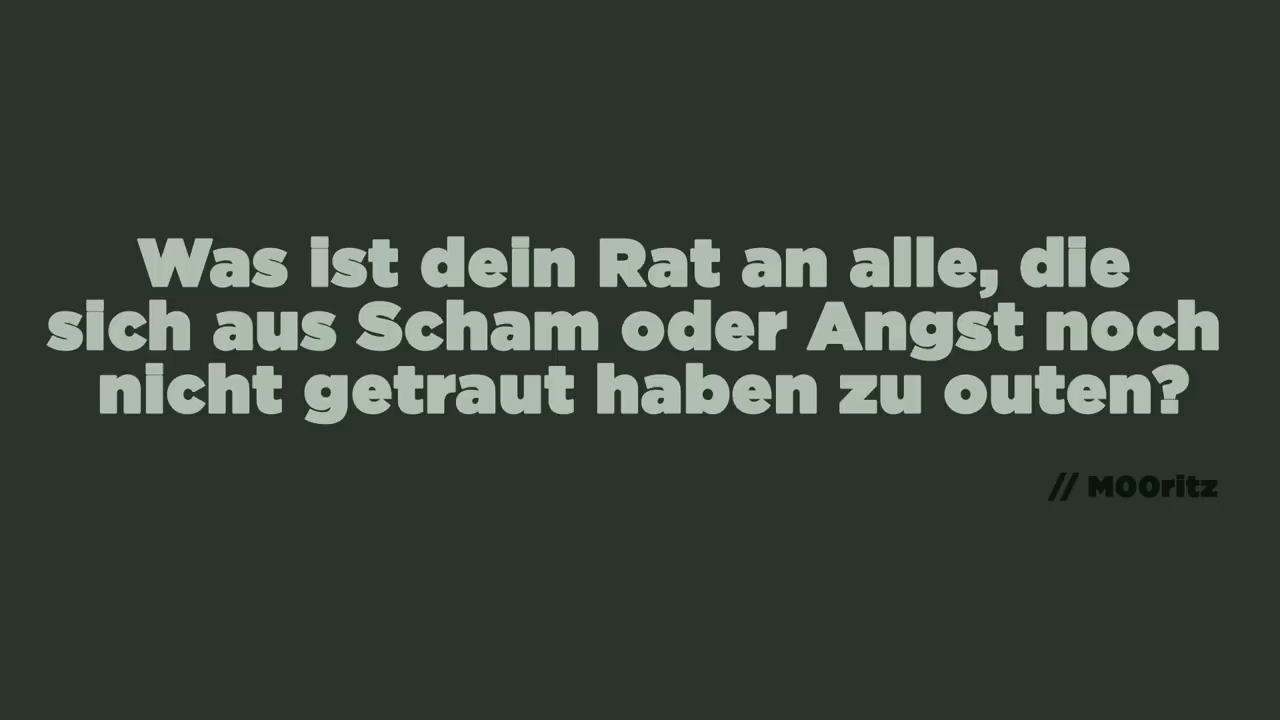 Was ist dein Rat an alle, die
sich aus Scham oder Angst noch
nicht getraut haben zu outen?
// MOOritz